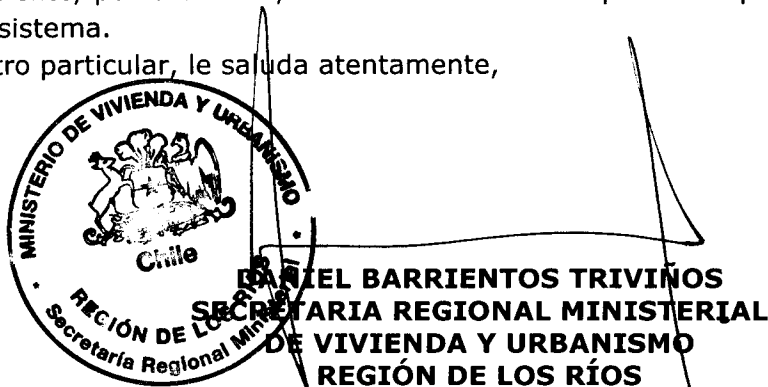 sistema.
tro particular, le saluda atentamente,
MINISTERIO DE VIVIENDA Y URBANISMO
Chile
REGIÓN DE LOS RÍOS
Secretaría Regional Ministerial
DANIEL BARRIENTOS TRIVIÑOS
SECRETARIA REGIONAL MINISTERIAL
DE VIVIENDA Y URBANISMO
REGIÓN DE LOS RÍOS